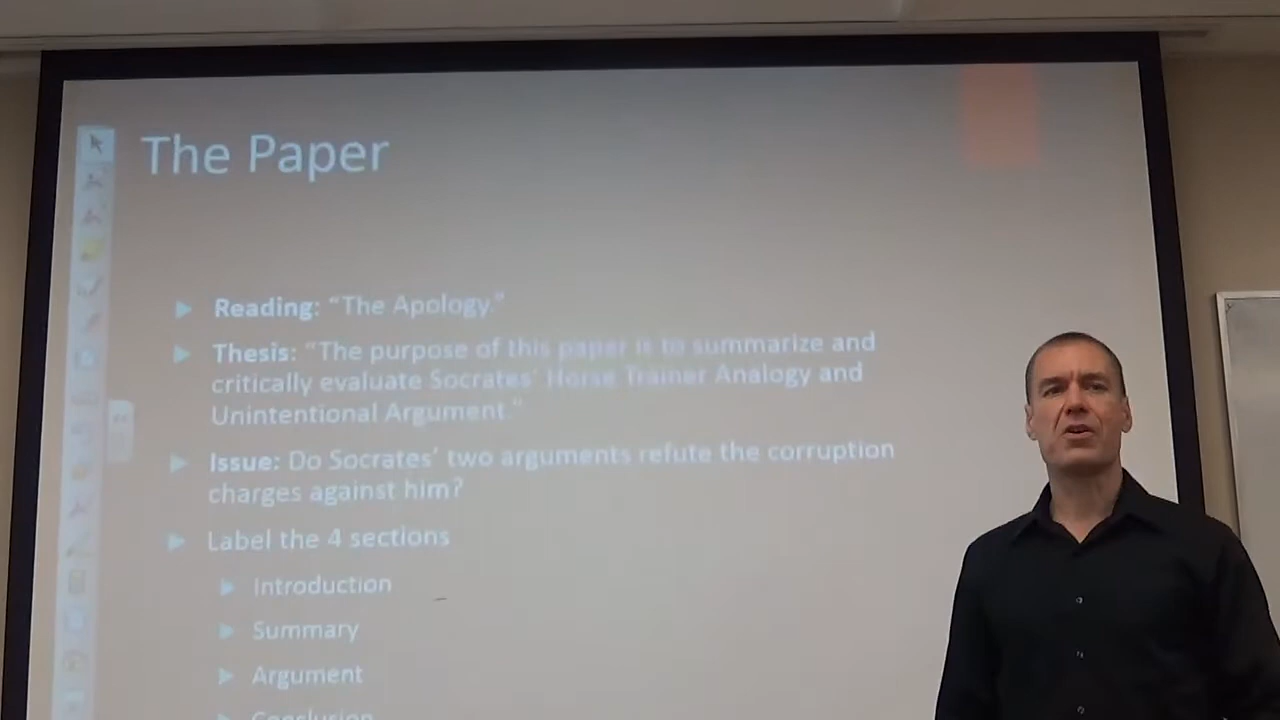 The Paper
Reading: “The Apology.”
Thesis: “The purpose of this paper is to summarize and
critically evaluate Socrates’ Horse Trainer Analogy and
Unintentional Argument.”
Issue: Do Socrates’ two arguments refute the corruption
charges against him?
Label the 4 sections
Introduction
Summary
Argument
Conclusion